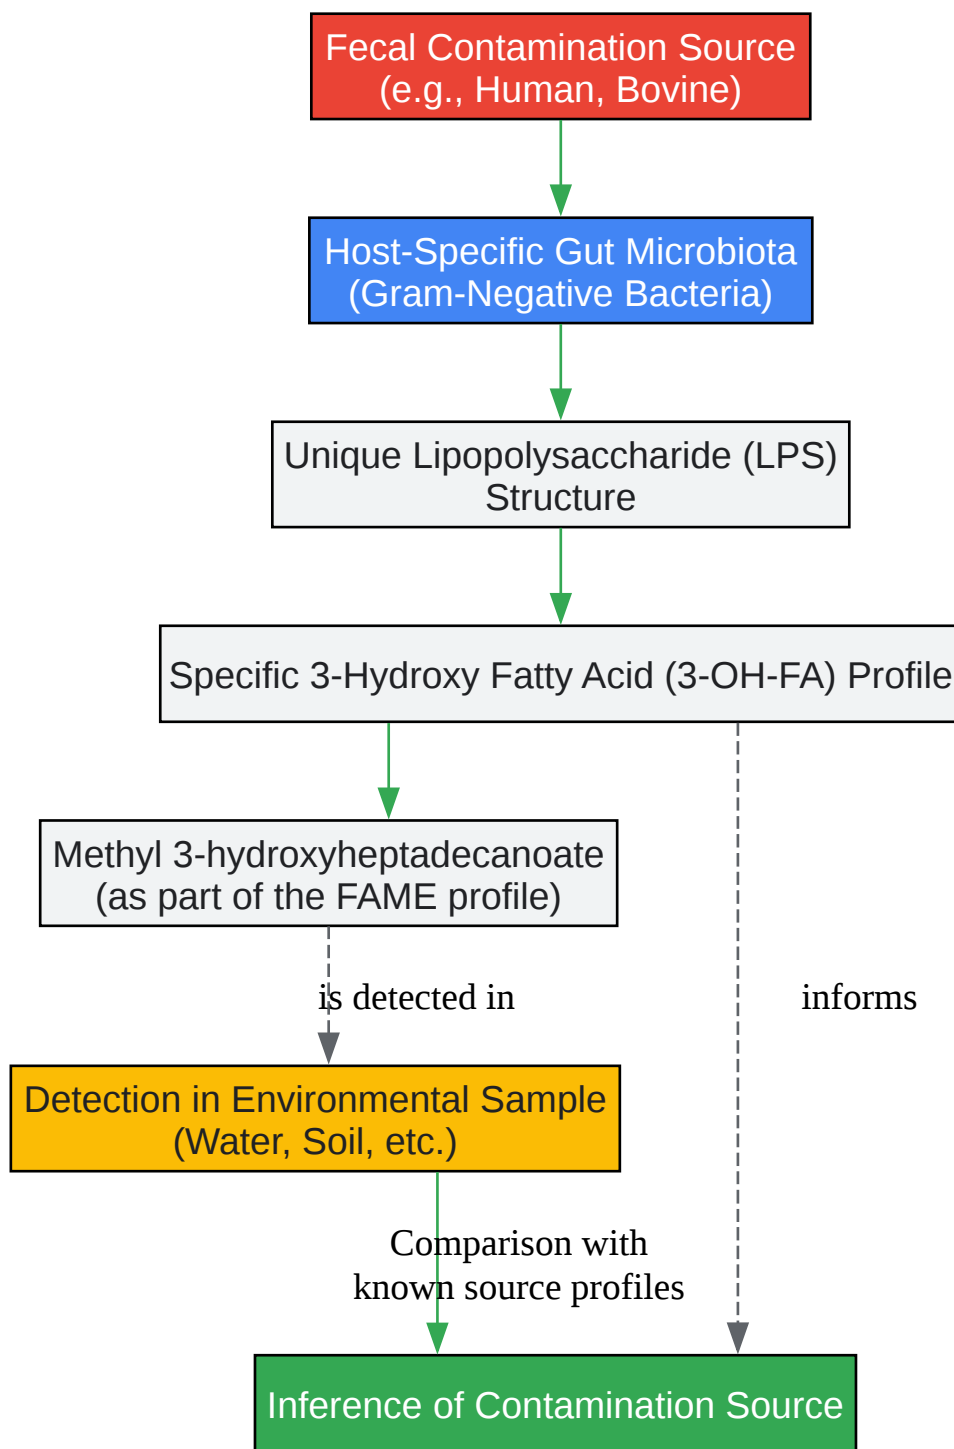 Fecal Contamination Source
(e.g., Human, Bovine)
Host-Specific Gut Microbiota
(Gram-Negative Bacteria)
Unique Lipopolysaccharide (LPS)
Structure
Specific 3-Hydroxy Fatty Acid (3-OH-FA) Profile
Methyl 3-hydroxyheptadecanoate
(as part of the FAME profile)
is detected in
informs
Detection in Environmental Sample
(Water, Soil, etc.)
Comparison with
known source profiles
Inference of Contamination Source